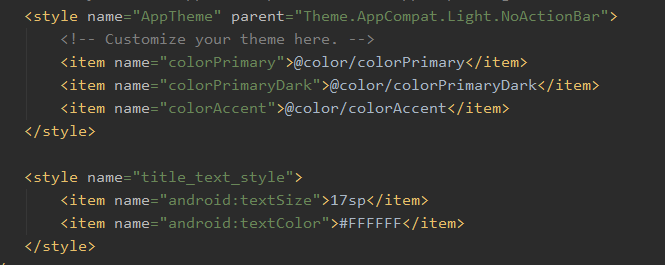 <style name="AppTheme" parent="Theme.AppCompat.Light.NoActionBar">
<!-- Customize your theme here. -->
<item name="colorPrimary">@color/colorPrimary</item>
<item name="colorPrimaryDark">@color/colorPrimaryDark</item>
<item name="colorAccent">@color/colorAccent</item>
</style>
<style name="title_text_style">
<item name="android:textSize">17sp</item>
<item name="android:textColor">#FFFFFF</item>
</style>